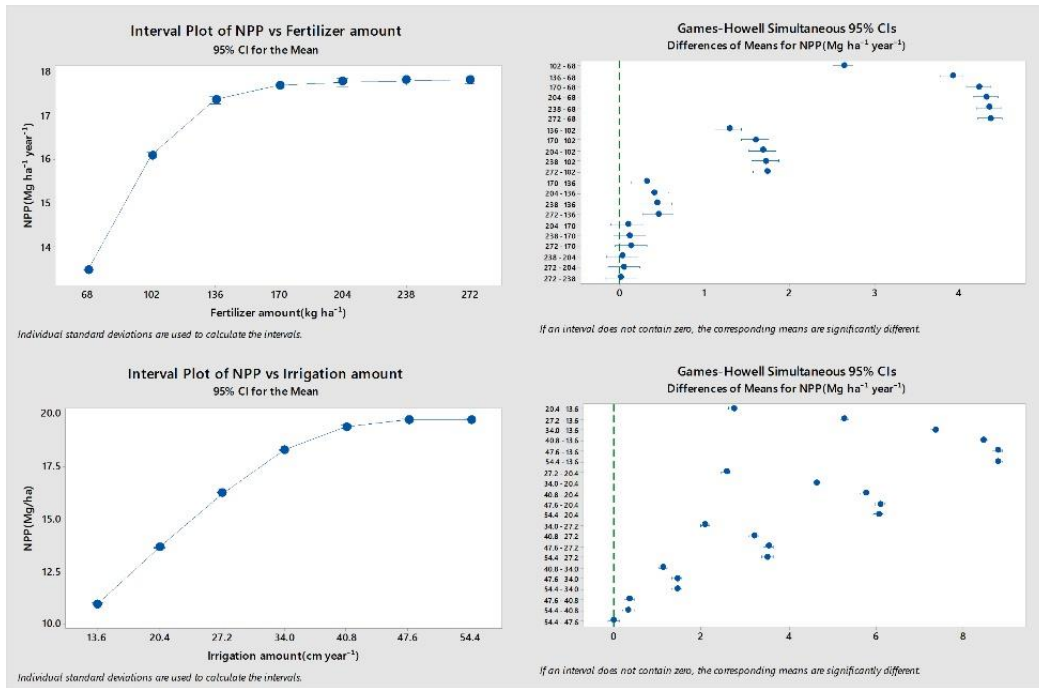 Interval Plot of NPP vs Fertilizer amount
95% CI for the Mean
NPP(Mg ha⁻¹ year⁻¹)
18
17
16
15
14
68 102 136 170 204 238 272
Fertilizer amount(kg ha⁻¹)
Individual standard deviations are used to calculate the intervals.
Games-Howell Simultaneous 95% CIs
Differences of Means for NPP(Mg ha⁻¹ year⁻¹)
102 - 68
136 - 68
170 - 68
204 - 68
238 - 68
272 - 68
136 - 102
170 102
204 - 102
238 - 102
272 - 102
170 136
204 - 136
238 136
272 - 136
204 170
238 - 170
272 - 170
238 - 204
272 - 204
272 - 238
0 1 2 3 4
If an interval does not contain zero, the corresponding means are significantly different.
Interval Plot of NPP vs Irrigation amount
95% CI for the Mean
NPP(Mg/ha)
20.0
17.5
15.0
12.5
10.0
13.6 20.4 27.2 34.0 40.8 47.6 54.4
Irrigation amount(cm year⁻¹)
Individual standard deviations are used to calculate the intervals.
Games-Howell Simultaneous 95% CIs
Differences of Means for NPP(Mg ha⁻¹ year⁻¹)
20.4 13.6
27.2 13.6
34.0 13.6
40.8 - 13.6
47.6 - 13.6
54.4 - 13.6
27.2 - 20.4
34.0 20.4
40.8 20.4
47.6 - 20.4
54.4 20.4
34.0 - 27.2
40.8 27.2
47.6 - 27.2
54.4 27.2
40.8 - 34.0
47.6 34.0
54.4 - 34.0
47.6 40.8
54.4 - 40.8
54.4 - 47.6
0 2 4 6 8
If an interval does not contain zero, the corresponding means are significantly different.